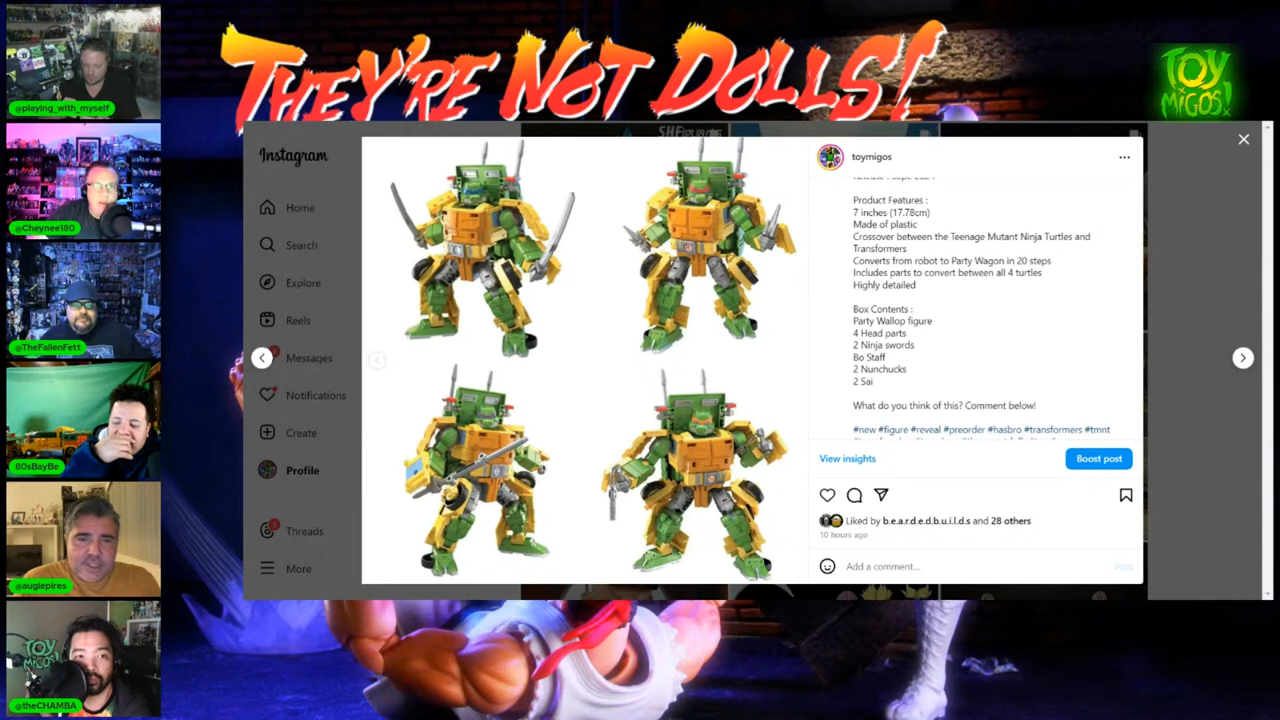 THEY'RE NOT DOLLS!
TOY
MIGOS!
@playing_with_myself
@Cheynee180
@TheFallenFett
80sBayBe
@augiepires
TOY
MIGOS!
@theCHAMBA
SHFiguarts
Instagram
Home
Search
Explore
Reels
Messages
Notifications
Create
Profile
Threads
More
toymigos
Product Features :
7 inches (17.78cm)
Made of plastic
Crossover between the Teenage Mutant Ninja Turtles and
Transformers
Converts from robot to Party Wagon in 20 steps
Includes parts to convert between all 4 turtles
Highly detailed
Box Contents :
Party Wallop figure
4 Head parts
2 Ninja swords
Bo Staff
2 Nunchucks
2 Sai
What do you think of this? Comment below!
#new #figure #reveal #preorder #hasbro #transformers #tmnt
View insights
Boost post
Liked by b.e.a.r.d.e.d.b.u.i.l.d.s and 28 others
10 hours ago
Add a comment...
Post